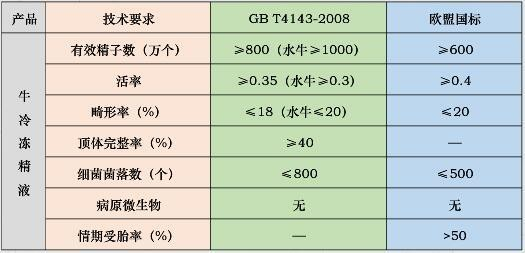 产品 技术要求 GB T4143-2008 欧盟国标
牛冷冻精液
有效精子数（万个） ≥800（水牛≥1000） ≥600
活率 ≥0.35（水牛≥0.3） ≥0.4
畸形率（%） ≤18（水牛≤20） ≤20
顶体完整率（%） ≥40 —
细菌菌落数（个） ≤800 ≤500
病原微生物 无 无
情期受胎率（%） — >50